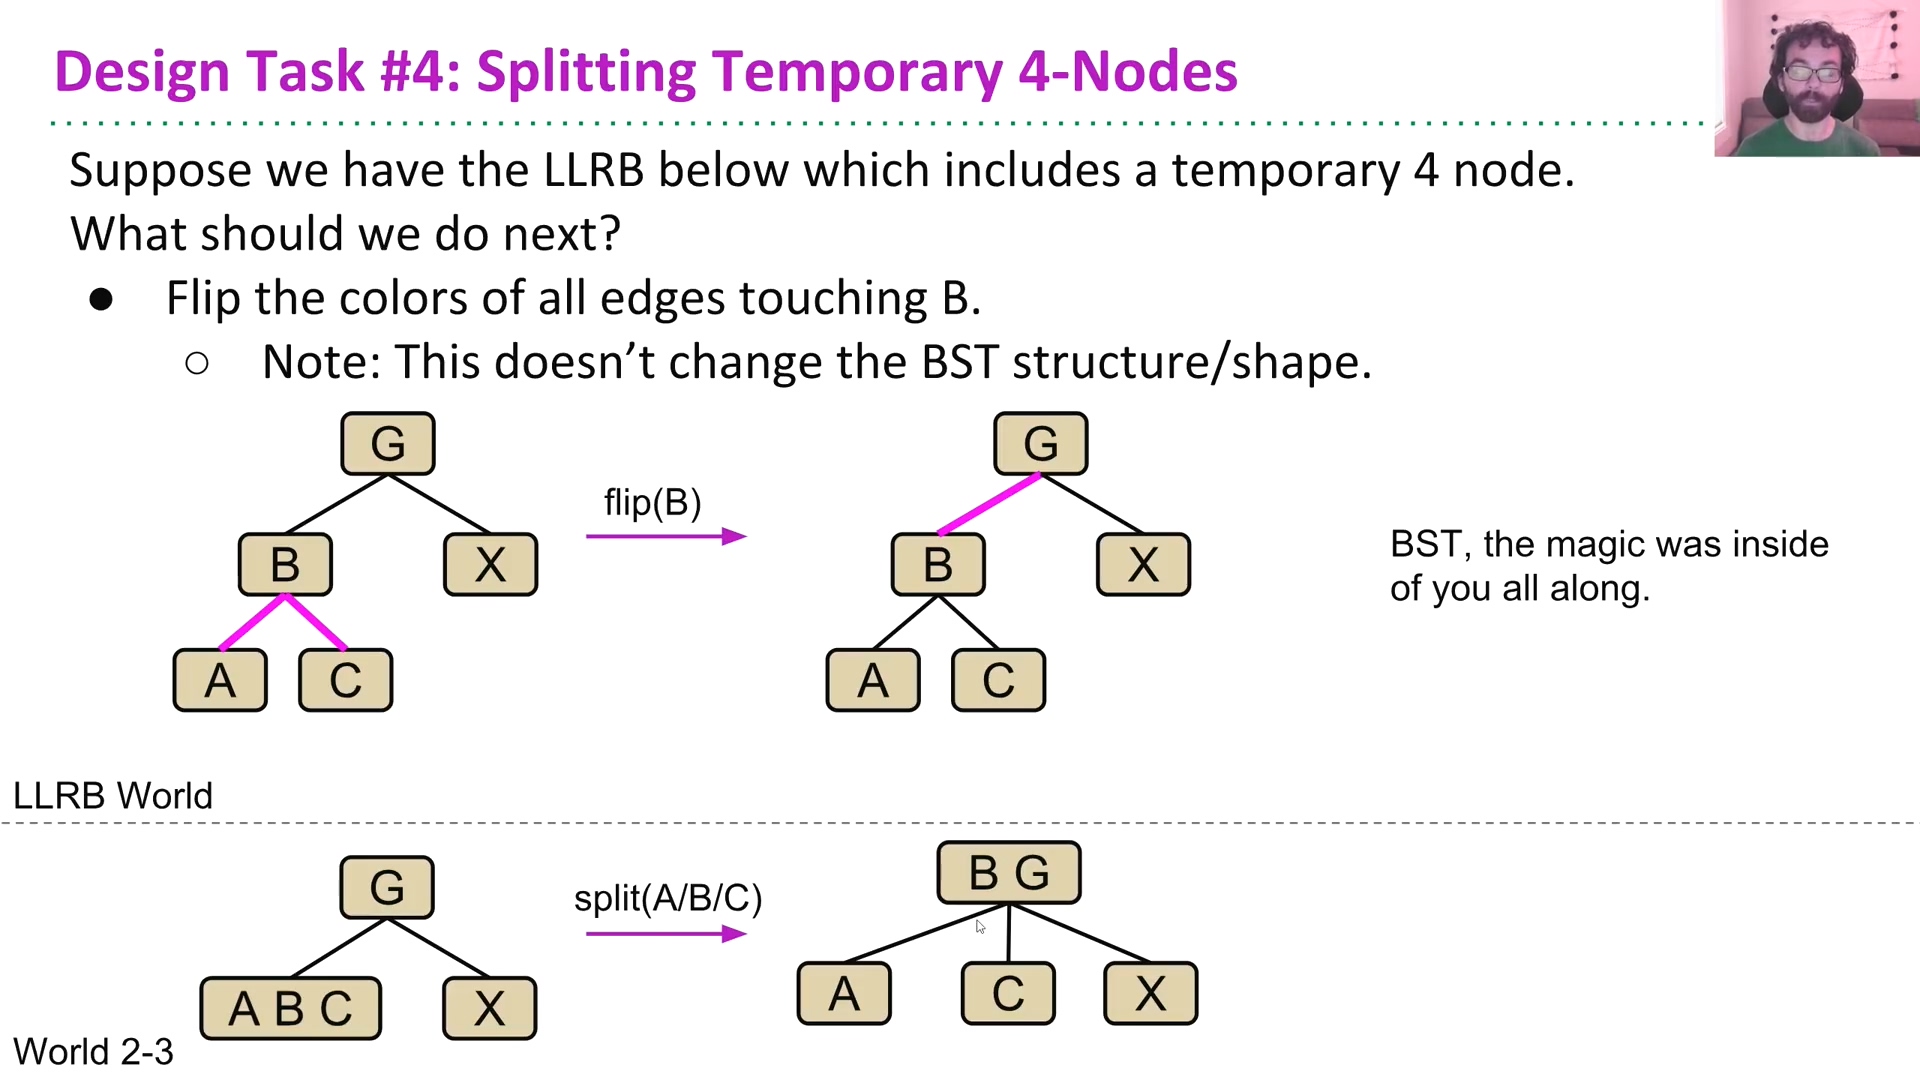 Design Task #4: Splitting Temporary 4-Nodes
Suppose we have the LLRB below which includes a temporary 4 node.
What should we do next?
● Flip the colors of all edges touching B.
○ Note: This doesn’t change the BST structure/shape.
G
B
X
A
C
flip(B)
G
B
X
A
C
BST, the magic was inside
of you all along.
LLRB World
G
A B C
X
split(A/B/C)
B G
A
C
X
World 2-3